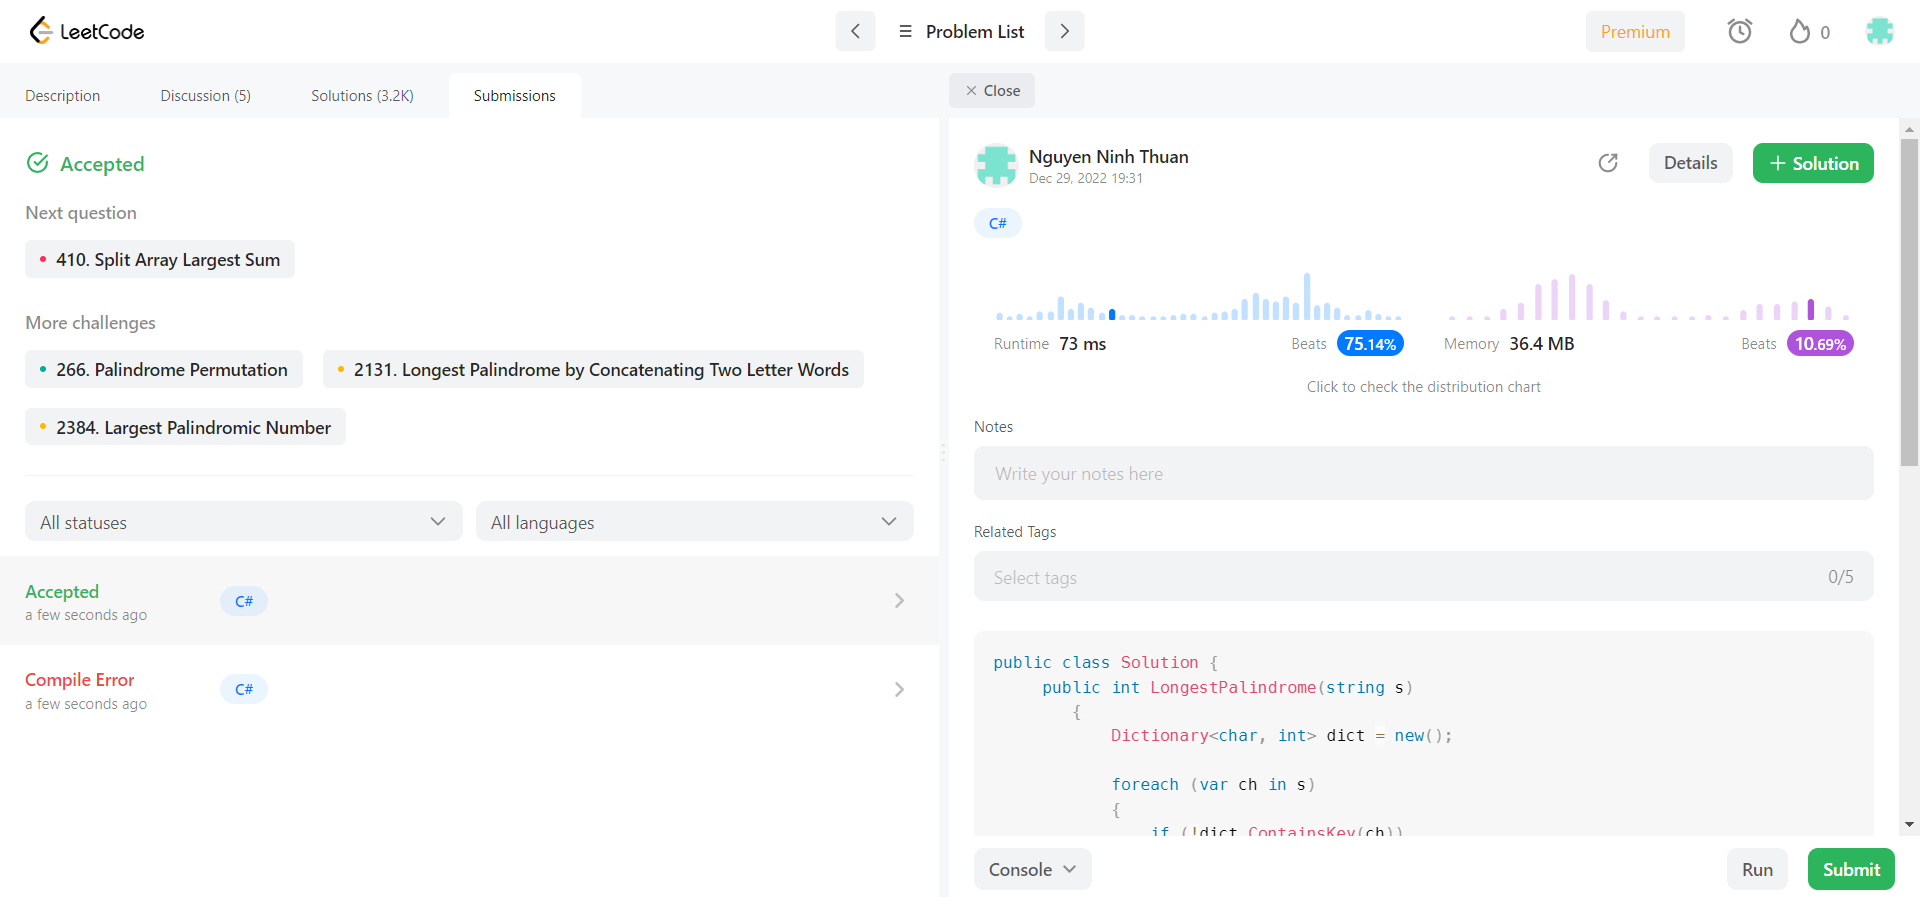 LeetCode
Problem List
Premium
0
Description
Discussion (5)
Solutions (3.2K)
Submissions
Close
Accepted
Next question
410. Split Array Largest Sum
More challenges
266. Palindrome Permutation
2131. Longest Palindrome by Concatenating Two Letter Words
2384. Largest Palindromic Number
All statuses
All languages
Accepted
a few seconds ago
C#
Compile Error
a few seconds ago
C#
Nguyen Ninh Thuan
Dec 29, 2022 19:31
Details
+ Solution
C#
Runtime 73 ms
Beats 75.14%
Memory 36.4 MB
Beats 10.69%
Click to check the distribution chart
Notes
Write your notes here
Related Tags
Select tags
0/5
public class Solution {
public int LongestPalindrome(string s)
{
Dictionary<char, int> dict = new();
foreach (var ch in s)
{
if (!dict.ContainsKey(ch))
Console
Run
Submit